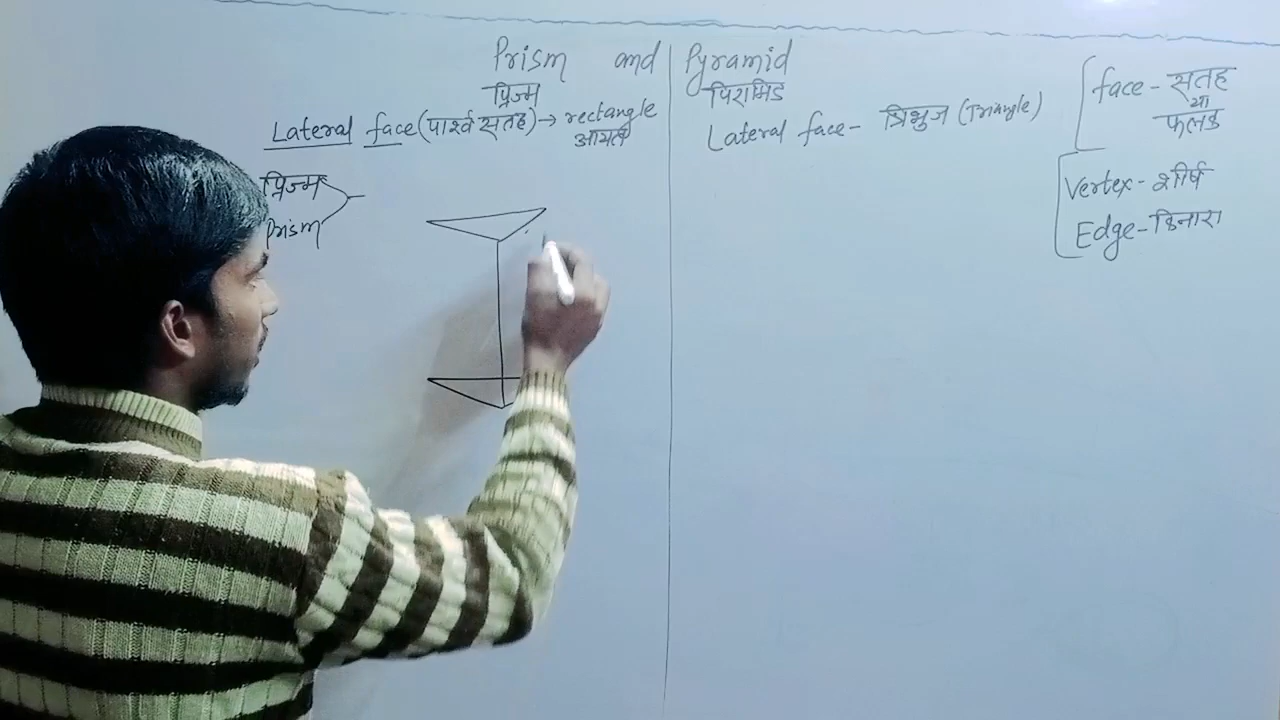 Prism and Pyramid
प्रिज्म पिरामिड
Lateral face (पार्श्व सतह) → rectangle
आयत
Lateral face - त्रिभुज (Triangle)
प्रिज्म
Prism
face - सतह
या
फलक
Vertex - शीर्ष
Edge - किनारा